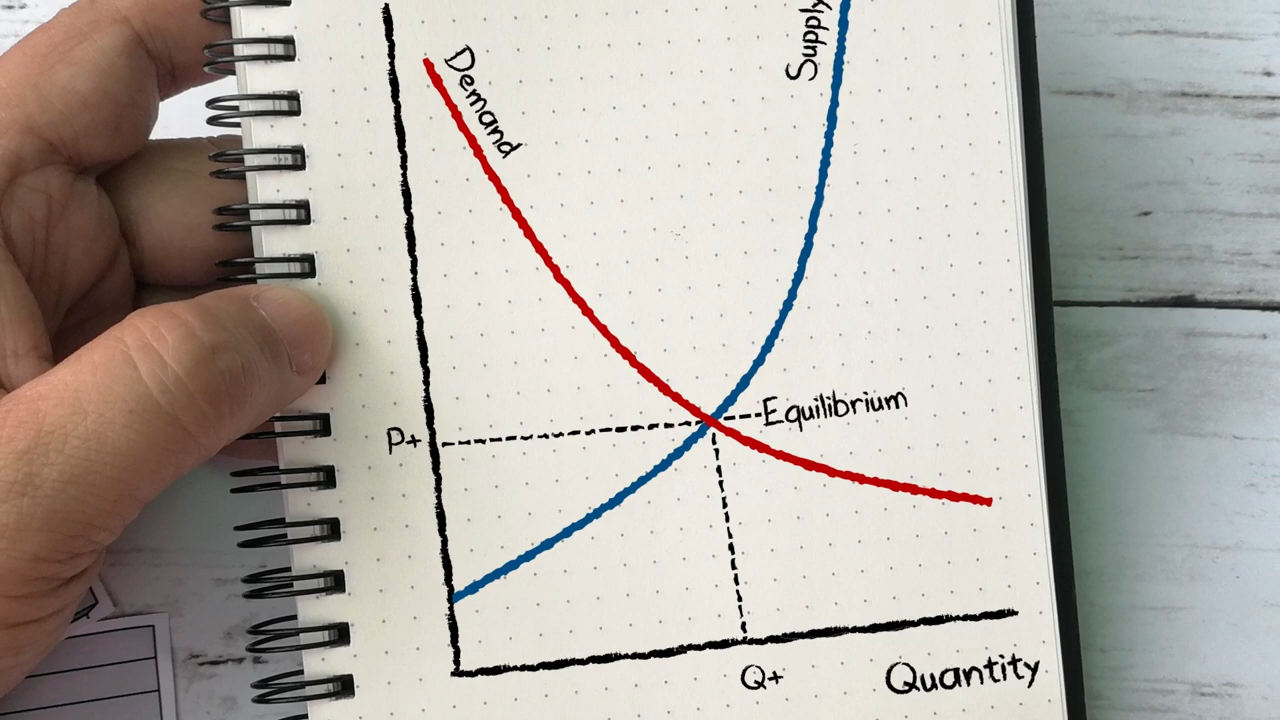 Demand
Supply
P+
Equilibrium
Q+
Quantity